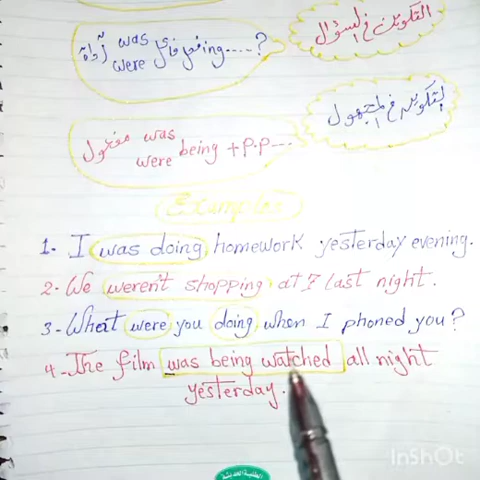 التكوين في السؤال
أداة was فاعل ing.....?
were
التكوين في المجهول
مفعول was being + p.p---
were
Examples
1- I was doing homework yesterday evening.
2- We weren't shopping at 7 last night.
3- What were you doing when I phoned you?
4- The film was being watched all night
yesterday.
InShOt